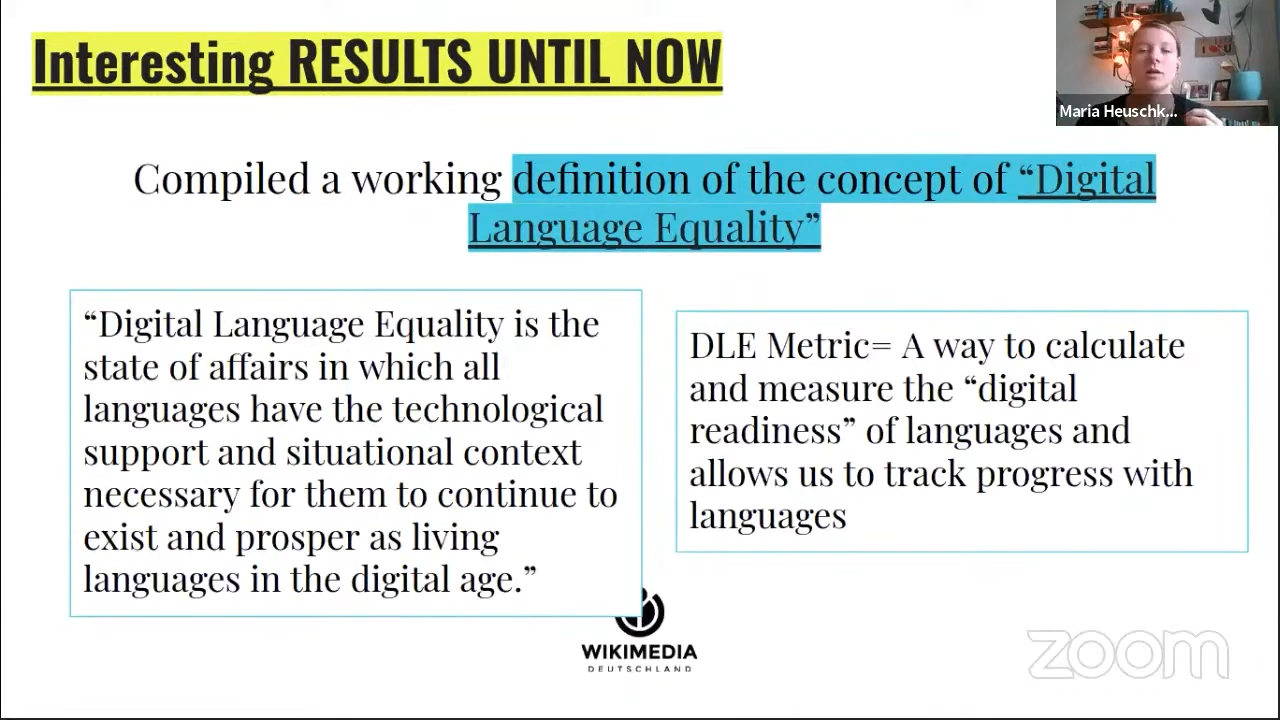 Interesting RESULTS UNTIL NOW
Maria Heuschk...
Compiled a working definition of the concept of “Digital
Language Equality”
“Digital Language Equality is the
state of affairs in which all
languages have the technological
support and situational context
necessary for them to continue to
exist and prosper as living
languages in the digital age.”
DLE Metric= A way to calculate
and measure the “digital
readiness” of languages and
allows us to track progress with
languages
WIKIMEDIA
DEUTSCHLAND
zoom